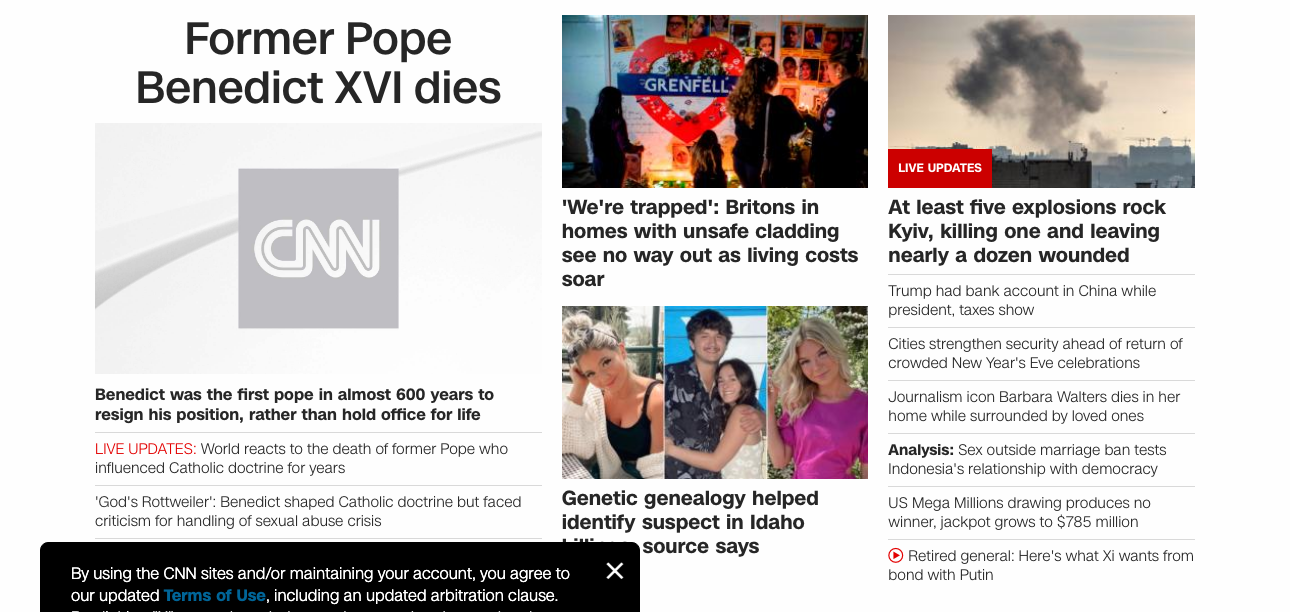 Former Pope
Benedict XVI dies
CNN
Benedict was the first pope in almost 600 years to
resign his position, rather than hold office for life
LIVE UPDATES: World reacts to the death of former Pope who
influenced Catholic doctrine for years
'God's Rottweiler': Benedict shaped Catholic doctrine but faced
criticism for handling of sexual abuse crisis
GRENFELL
'We're trapped': Britons in
homes with unsafe cladding
see no way out as living costs
soar
Genetic genealogy helped
identify suspect in Idaho
source says
LIVE UPDATES
At least five explosions rock
Kyiv, killing one and leaving
nearly a dozen wounded
Trump had bank account in China while
president, taxes show
Cities strengthen security ahead of return of
crowded New Year's Eve celebrations
Journalism icon Barbara Walters dies in her
home while surrounded by loved ones
Analysis: Sex outside marriage ban tests
Indonesia's relationship with democracy
US Mega Millions drawing produces no
winner, jackpot grows to $785 million
Retired general: Here's what Xi wants from
bond with Putin
By using the CNN sites and/or maintaining your account, you agree to
our updated Terms of Use, including an updated arbitration clause.